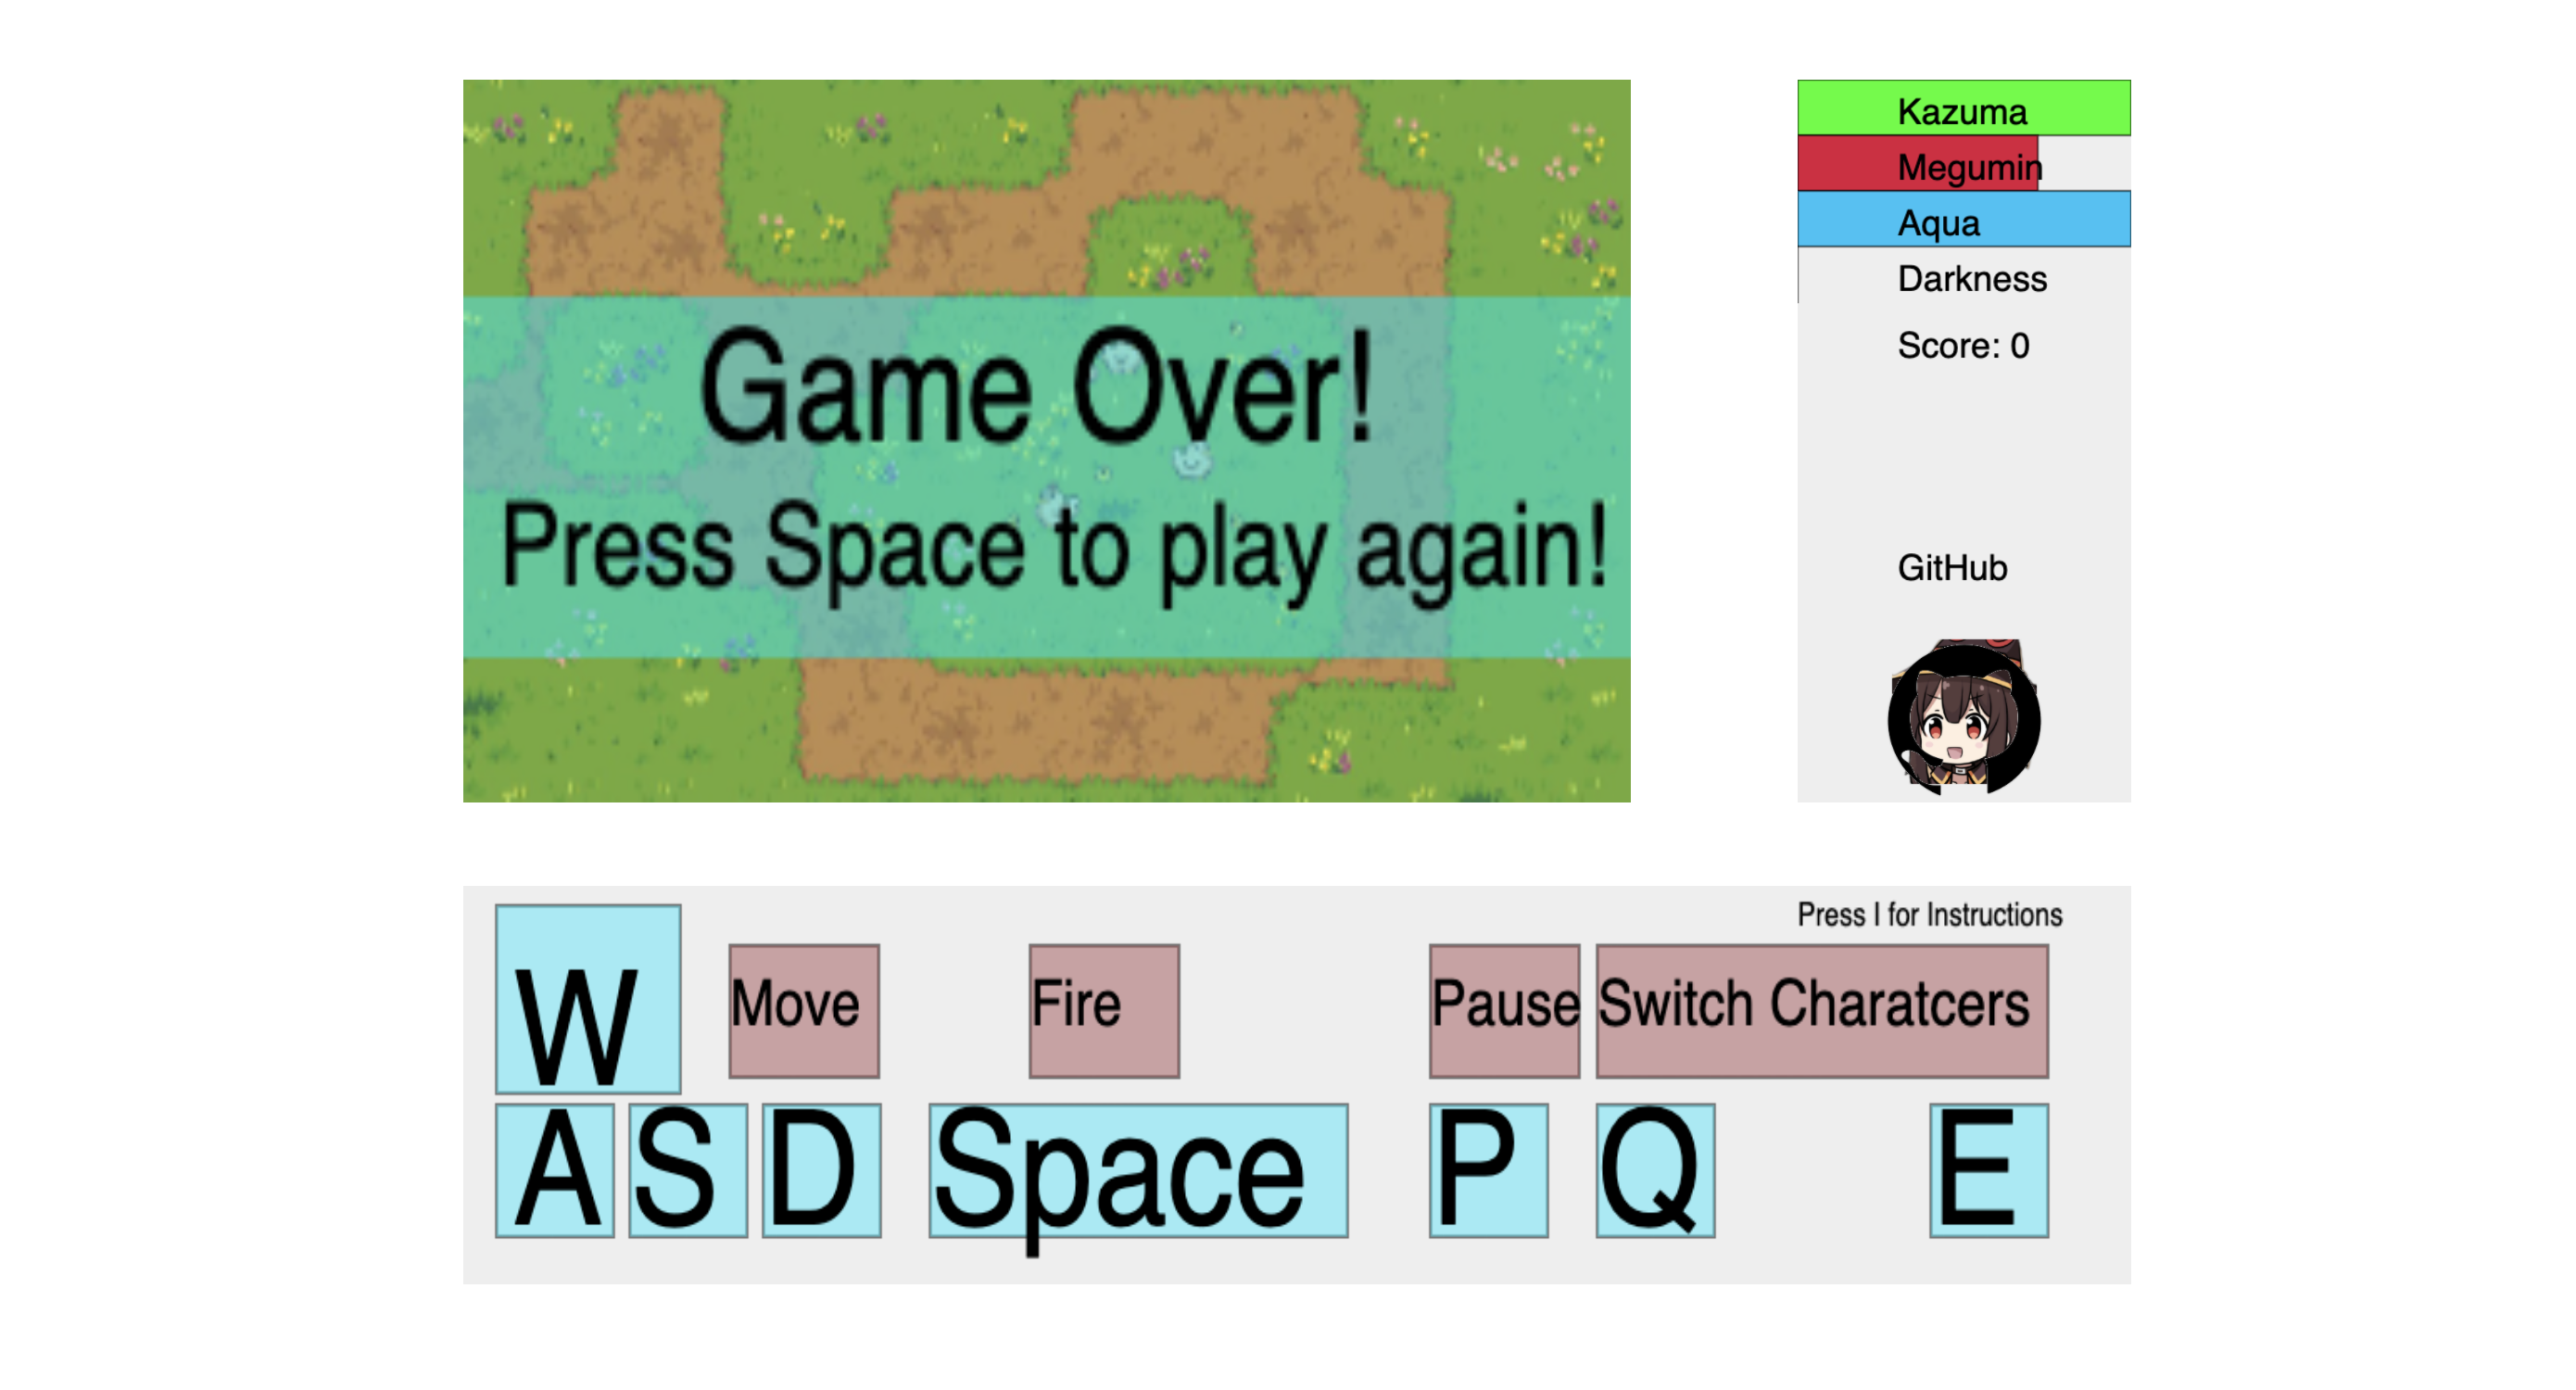 Game Over!
Press Space to play again!
Kazuma
Megumin
Aqua
Darkness
Score: 0
GitHub
Press I for Instructions
W
Move
Fire
Pause
Switch Charatcers
A
S
D
Space
P
Q
E